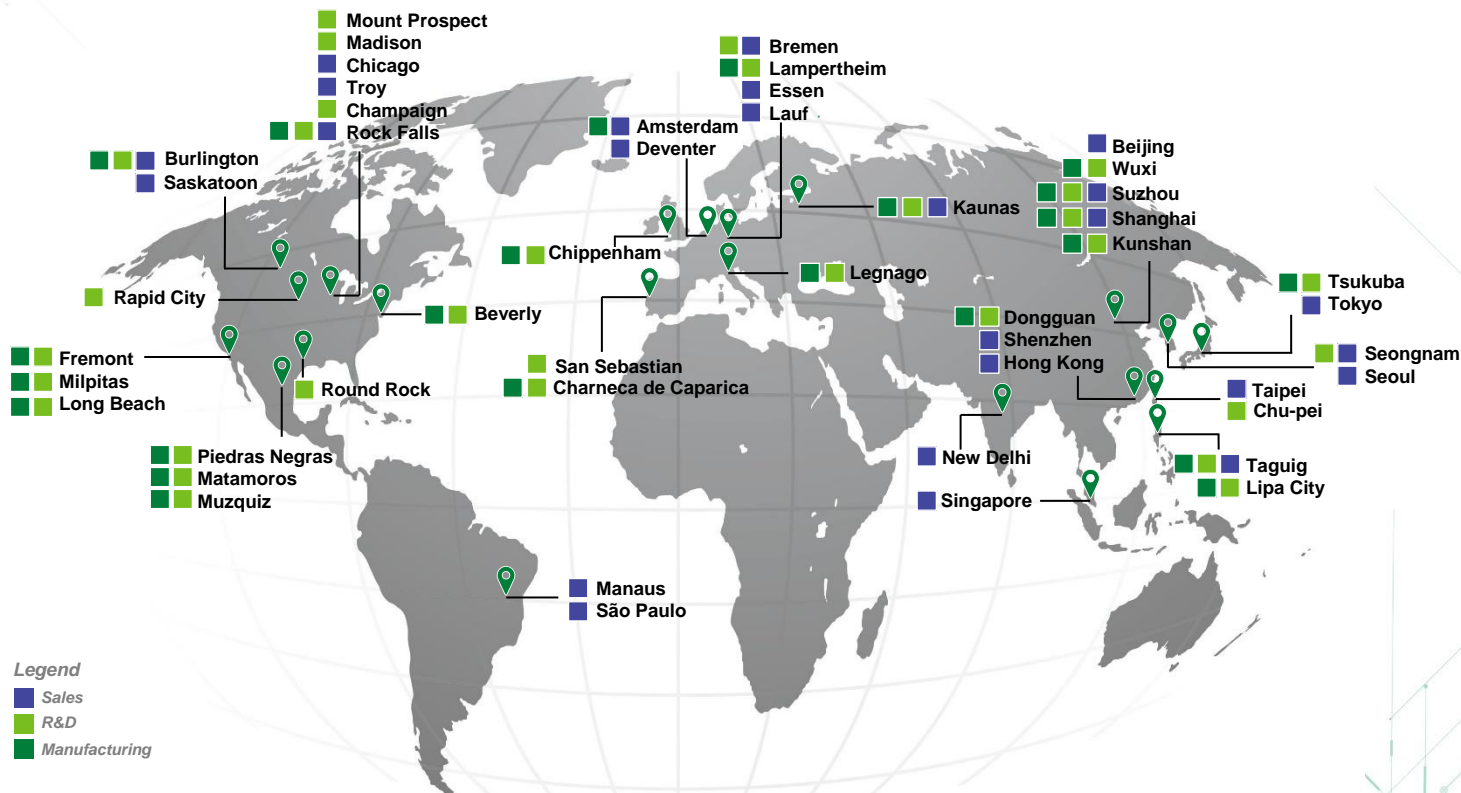 Mount Prospect
Madison
Chicago
Troy
Champaign
Rock Falls
Burlington
Saskatoon
Rapid City
Beverly
Fremont
Milpitas
Long Beach
Round Rock
Piedras Negras
Matamoros
Muzquiz
Manaus
São Paulo
Bremen
Lampertheim
Essen
Lauf
Amsterdam
Deventer
Kaunas
Chippenham
Legnago
San Sebastian
Charneca de Caparica
Beijing
Wuxi
Suzhou
Shanghai
Kunshan
Tsukuba
Tokyo
Dongguan
Shenzhen
Hong Kong
Seongnam
Seoul
Taipei
Chu-pei
New Delhi
Singapore
Taguig
Lipa City
Legend
Sales
R&D
Manufacturing